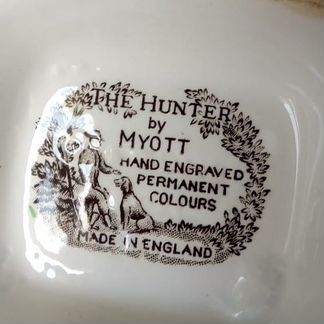 THE HUNTER
by
MYOTT
HAND ENGRAVED
PERMANENT
COLOURS
MADE IN ENGLAND